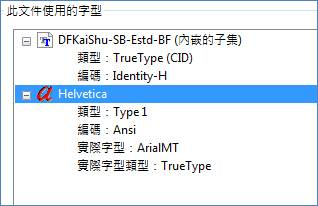 此文件使用的字型
DFKaiShu-SB-Estd-BF (內嵌的子集)
類型：TrueType (CID)
編碼：Identity-H
Helvetica
類型：Type 1
編碼：Ansi
實際字型：ArialMT
實際字型類型：TrueType